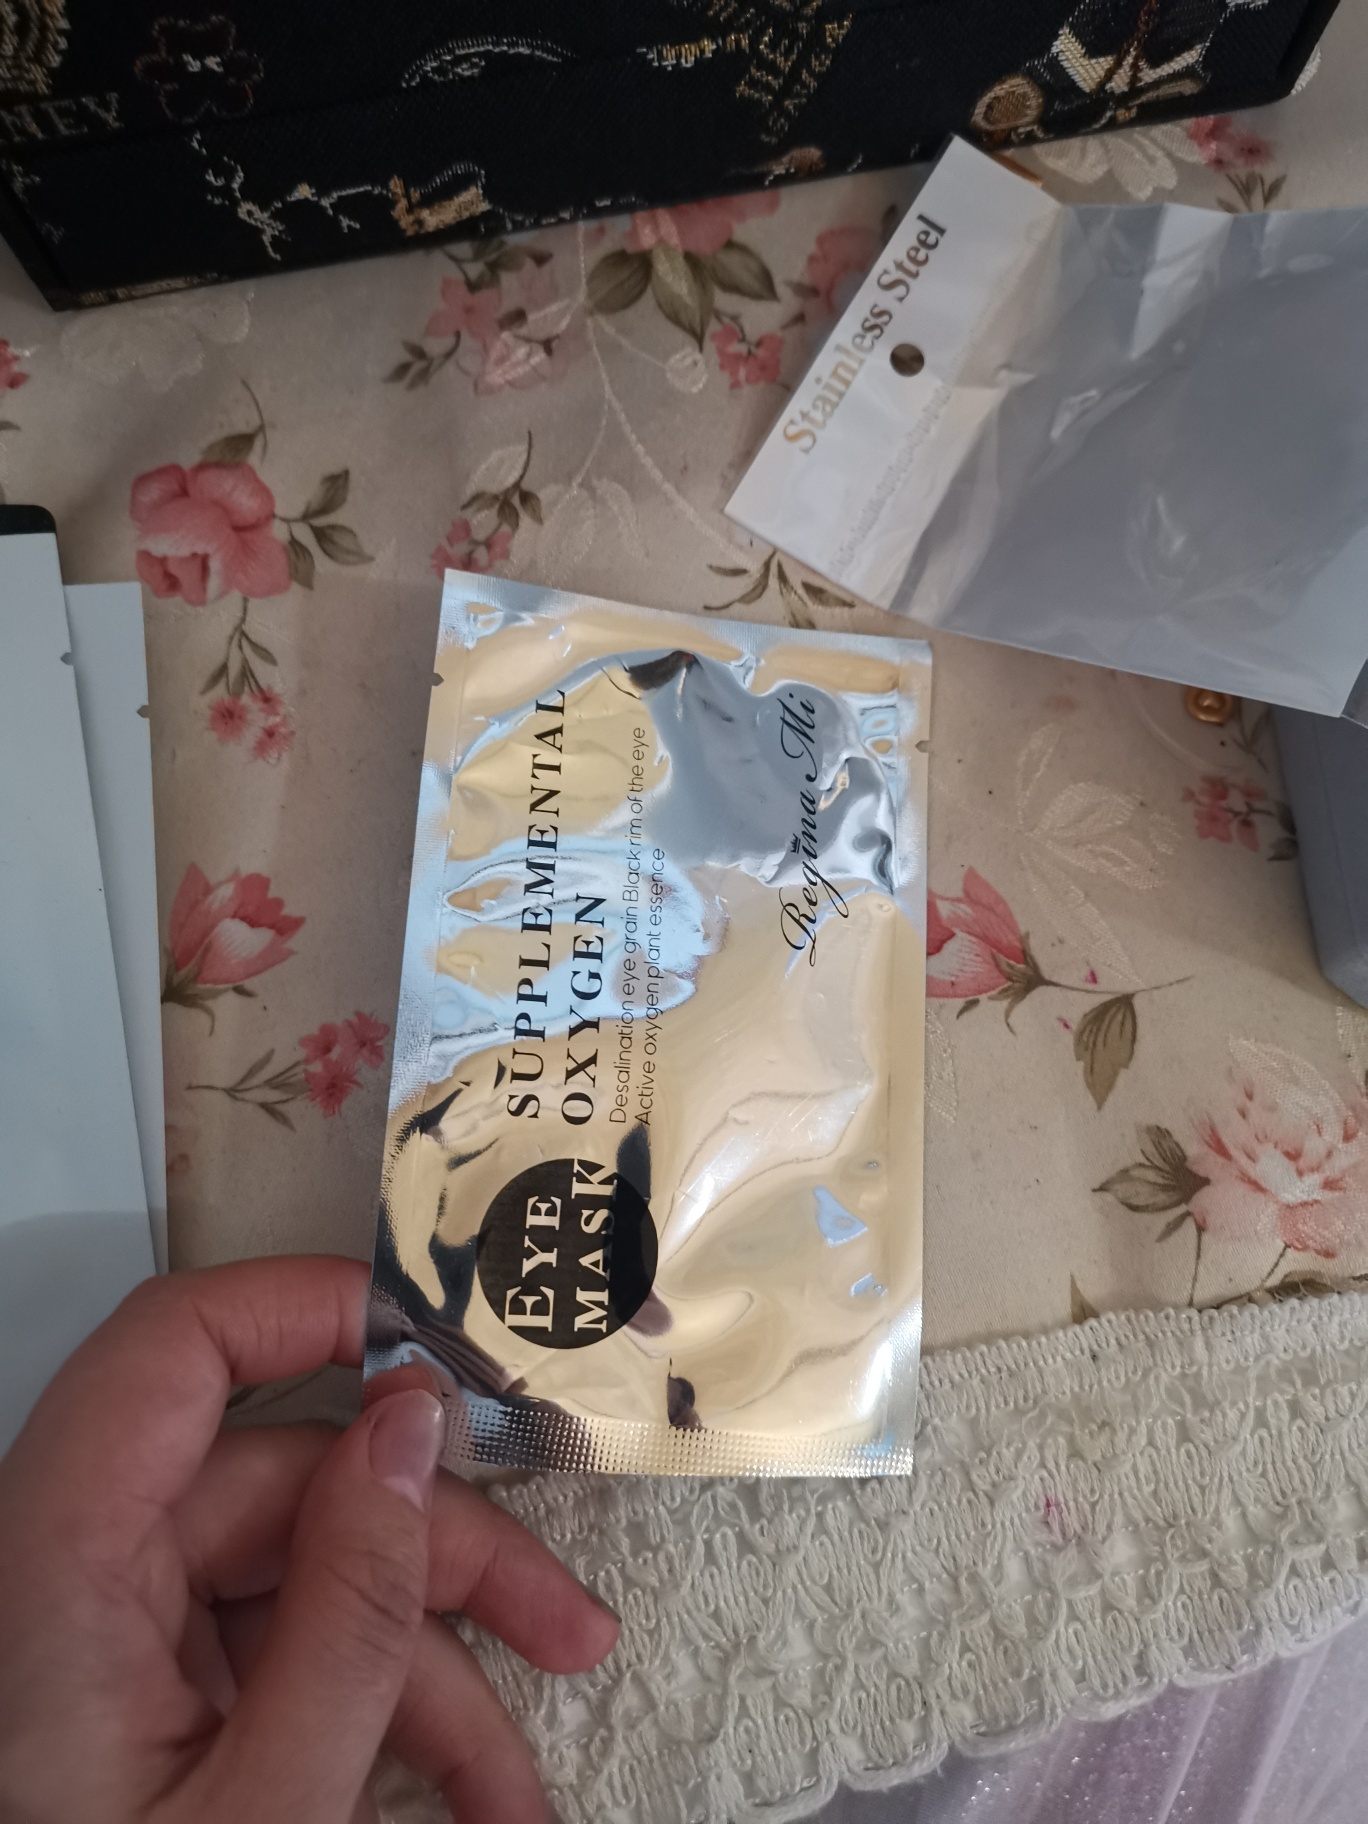 NEY
Stainless Steel
EYE
MASK
SUPPLEMENTAL
OXYGEN
Desalination eye grain Black rim of the eye
Active oxygen plant essence
Regina Mi